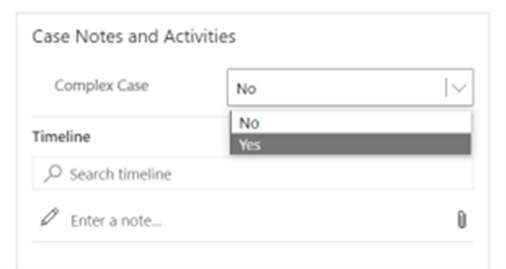 Case Notes and Activities
Complex Case
No
No
Timeline
Yes
Search timeline
Enter a note...